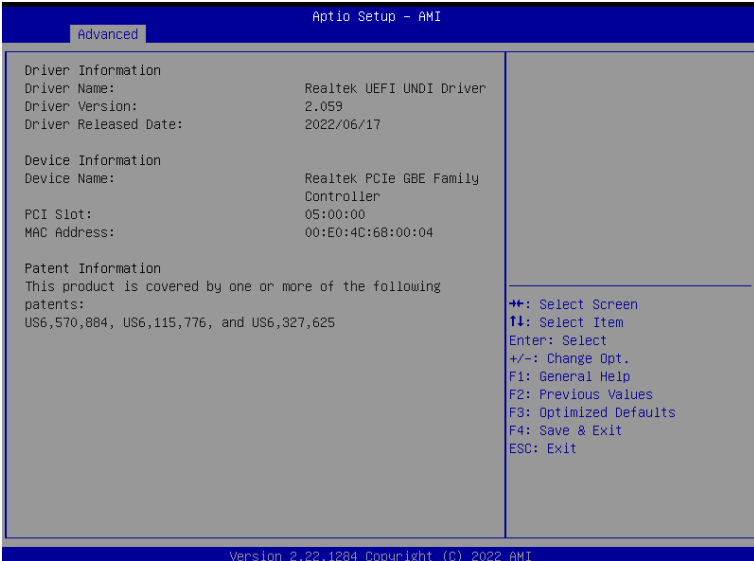 Aptio Setup – AMI
Advanced
Driver Information
Driver Name: Realtek UEFI UNDI Driver
Driver Version: 2.059
Driver Released Date: 2022/06/17
Device Information
Device Name: Realtek PCIe GBE Family
Controller
PCI Slot: 05:00:00
MAC Address: 00:E0:4C:68:00:04
Patent Information
This product is covered by one or more of the following
patents:
US6,570,884, US6,115,776, and US6,327,625
→←: Select Screen
↑↓: Select Item
Enter: Select
+/-: Change Opt.
F1: General Help
F2: Previous Values
F3: Optimized Defaults
F4: Save & Exit
ESC: Exit
Version 2.22.1284 Copyright (C) 2022 AMI